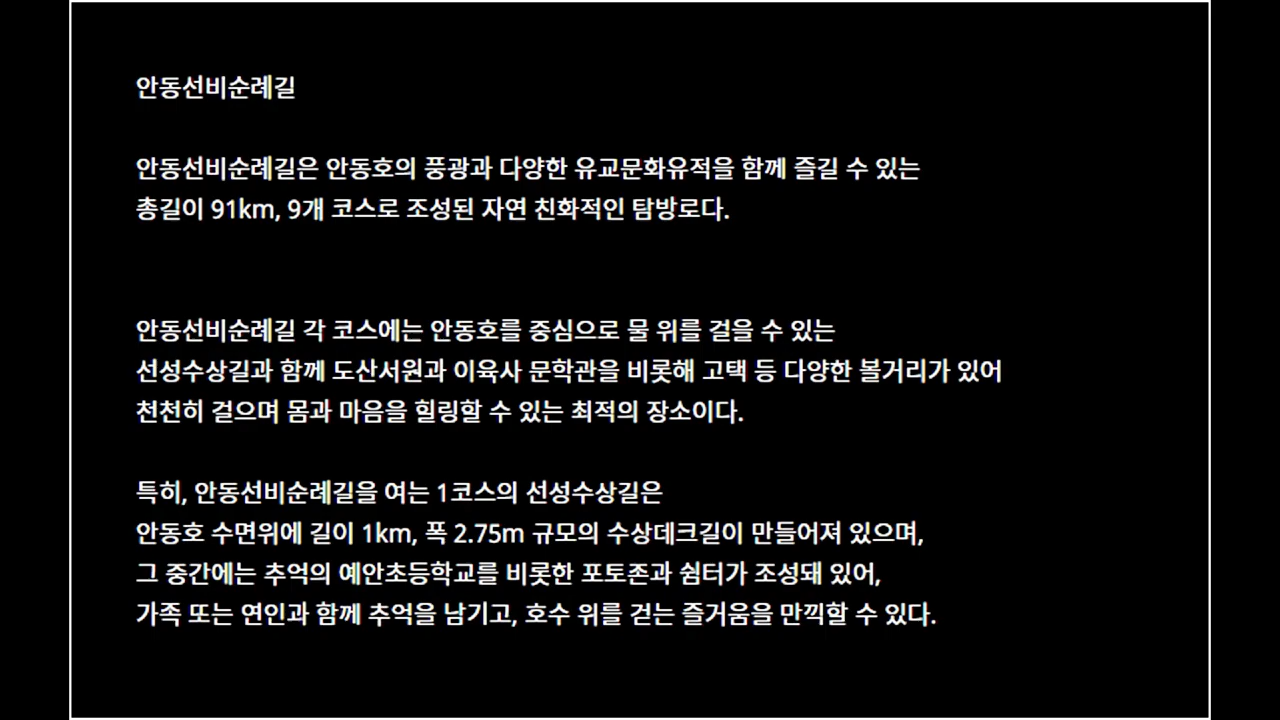 안동선비순례길
안동선비순례길은 안동호의 풍광과 다양한 유교문화유적을 함께 즐길 수 있는
총길이 91km, 9개 코스로 조성된 자연 친화적인 탐방로다.
안동선비순례길 각 코스에는 안동호를 중심으로 물 위를 걸을 수 있는
선성수상길과 함께 도산서원과 이육사 문학관을 비롯해 고택 등 다양한 볼거리가 있어
천천히 걸으며 몸과 마음을 힐링할 수 있는 최적의 장소이다.
특히, 안동선비순례길을 여는 1코스의 선성수상길은
안동호 수면위에 길이 1km, 폭 2.75m 규모의 수상데크길이 만들어져 있으며,
그 중간에는 추억의 예안초등학교를 비롯한 포토존과 쉼터가 조성돼 있어,
가족 또는 연인과 함께 추억을 남기고, 호수 위를 걷는 즐거움을 만끽할 수 있다.